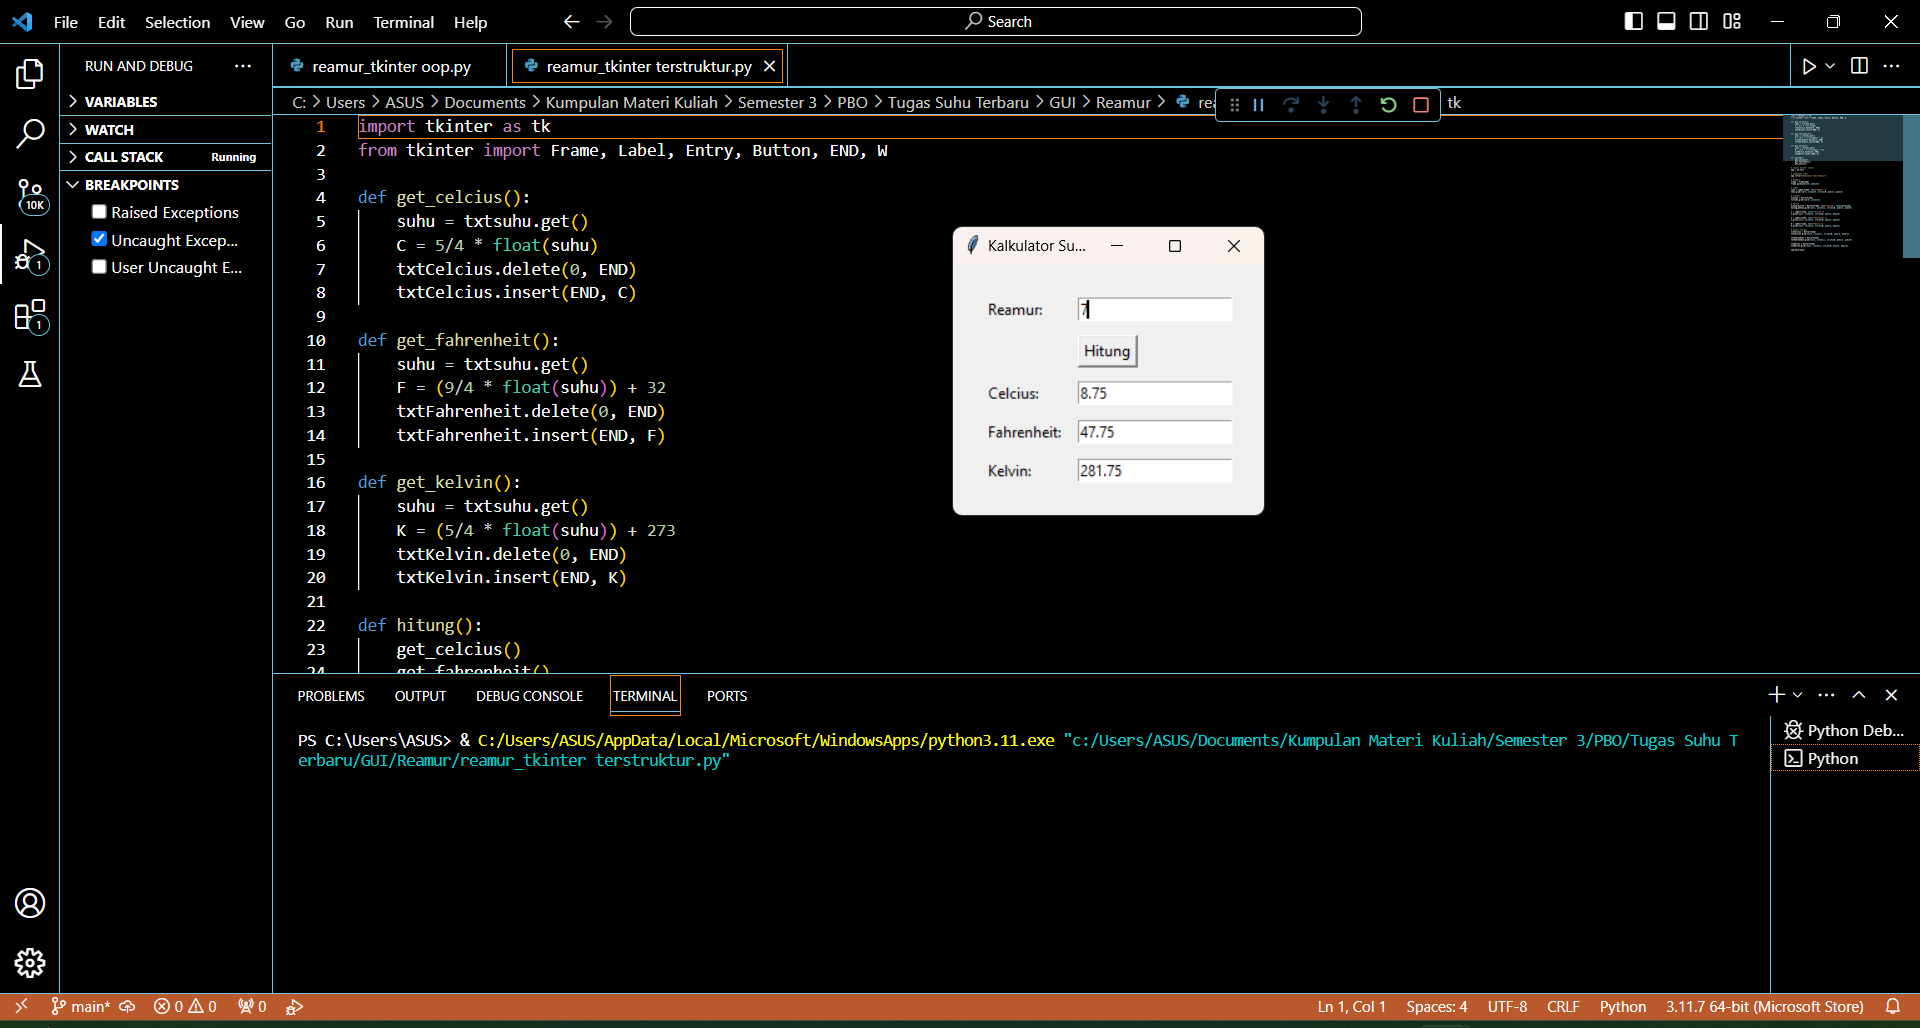 File Edit Selection View Go Run Terminal Help
Search
RUN AND DEBUG
VARIABLES
WATCH
CALL STACK Running
BREAKPOINTS
Raised Exceptions
Uncaught Excep...
User Uncaught E...
10K
1
1
reamur_tkinter oop.py
reamur_tkinter terstruktur.py
C: > Users > ASUS > Documents > Kumpulan Materi Kuliah > Semester 3 > PBO > Tugas Suhu Terbaru > GUI > Reamur > rea tk
1 import tkinter as tk
2 from tkinter import Frame, Label, Entry, Button, END, W
3
4 def get_celcius():
5 suhu = txtsuhu.get()
6 C = 5/4 * float(suhu)
7 txtCelcius.delete(0, END)
8 txtCelcius.insert(END, C)
9
10 def get_fahrenheit():
11 suhu = txtsuhu.get()
12 F = (9/4 * float(suhu)) + 32
13 txtFahrenheit.delete(0, END)
14 txtFahrenheit.insert(END, F)
15
16 def get_kelvin():
17 suhu = txtsuhu.get()
18 K = (5/4 * float(suhu)) + 273
19 txtKelvin.delete(0, END)
20 txtKelvin.insert(END, K)
21
22 def hitung():
23 get_celcius()
24 get_fahrenheit()
Kalkulator Su...
Reamur: 7
Hitung
Celcius: 8.75
Fahrenheit: 47.75
Kelvin: 281.75
PROBLEMS OUTPUT DEBUG CONSOLE TERMINAL PORTS
PS C:\Users\ASUS> & C:/Users/ASUS/AppData/Local/Microsoft/WindowsApps/python3.11.exe "c:/Users/ASUS/Documents/Kumpulan Materi Kuliah/Semester 3/PBO/Tugas Suhu T
erbaru/GUI/Reamur/reamur_tkinter terstruktur.py"
Python Deb...
Python
main* 0 0 0
Ln 1, Col 1 Spaces: 4 UTF-8 CRLF Python 3.11.7 64-bit (Microsoft Store)